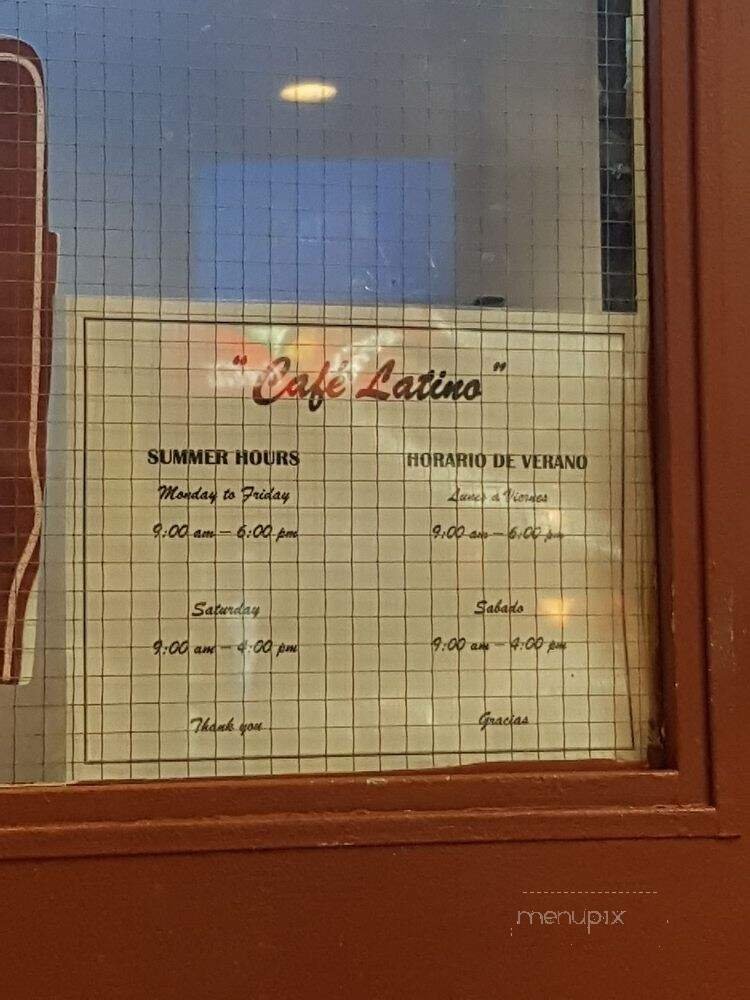 "Café Latino"
SUMMER HOURS
Monday to Friday
9:00 am – 6:00 pm
Saturday
9:00 am – 4:00 pm
Thank you
HORARIO DE VERANO
Lunes a Viernes
9:00 am – 6:00 pm
Sabado
9:00 am – 4:00 pm
Gracias
menupix